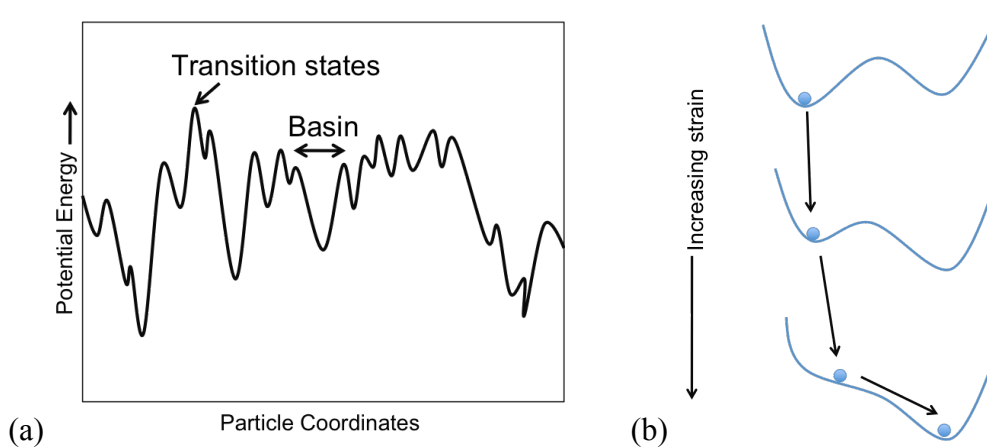 Transition states
Basin
Potential Energy
Particle Coordinates
(a)
Increasing strain
(b)